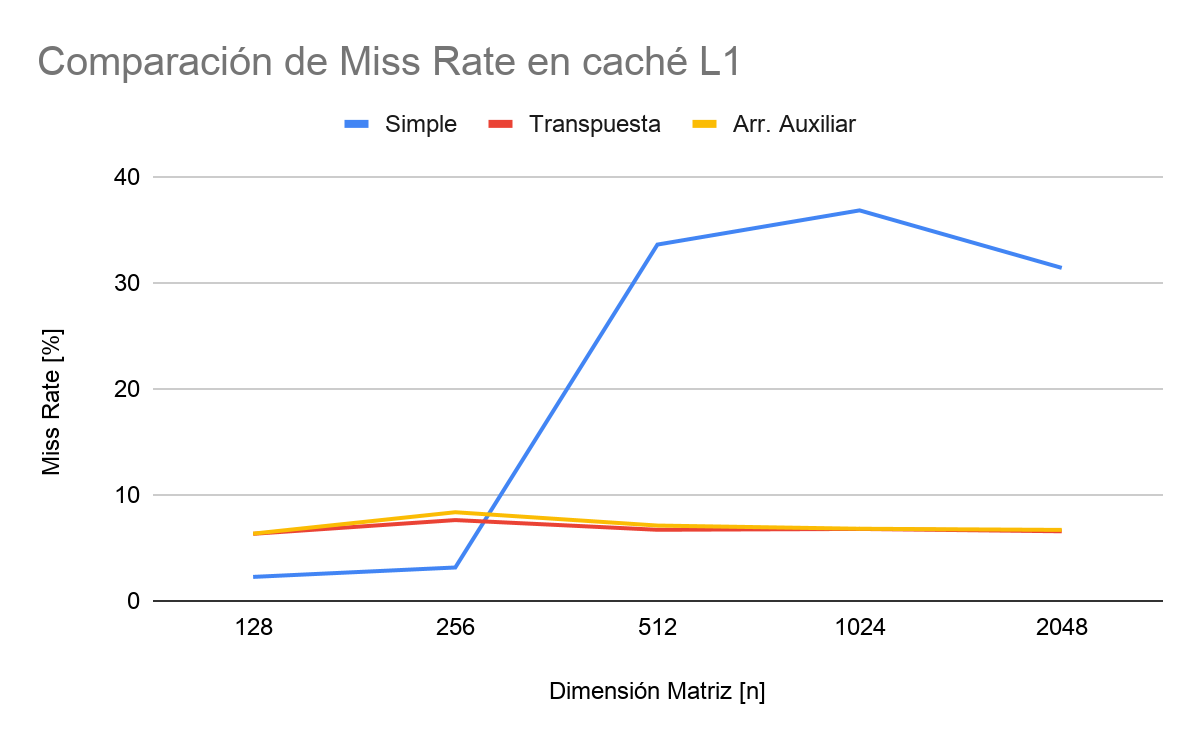 Comparación de Miss Rate en caché L1
Simple Transpuesta Arr. Auxiliar
40
30
20
10
0
Miss Rate [%]
128 256 512 1024 2048
Dimensión Matriz [n]